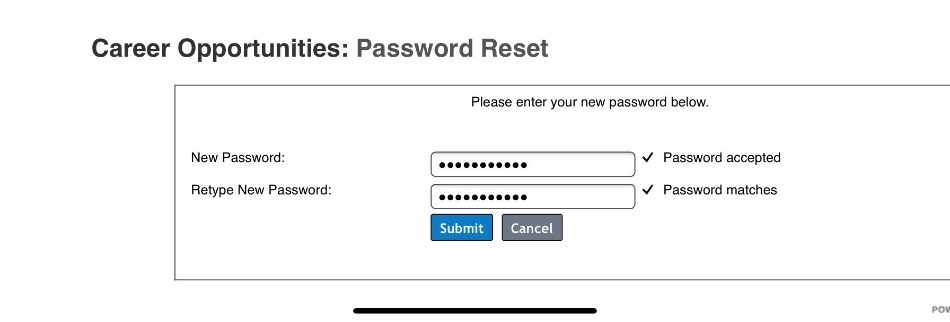 Career Opportunities: Password Reset
Please enter your new password below.
New Password: ••••••••••• ✓ Password accepted
Retype New Password: ••••••••••• ✓ Password matches
Submit Cancel